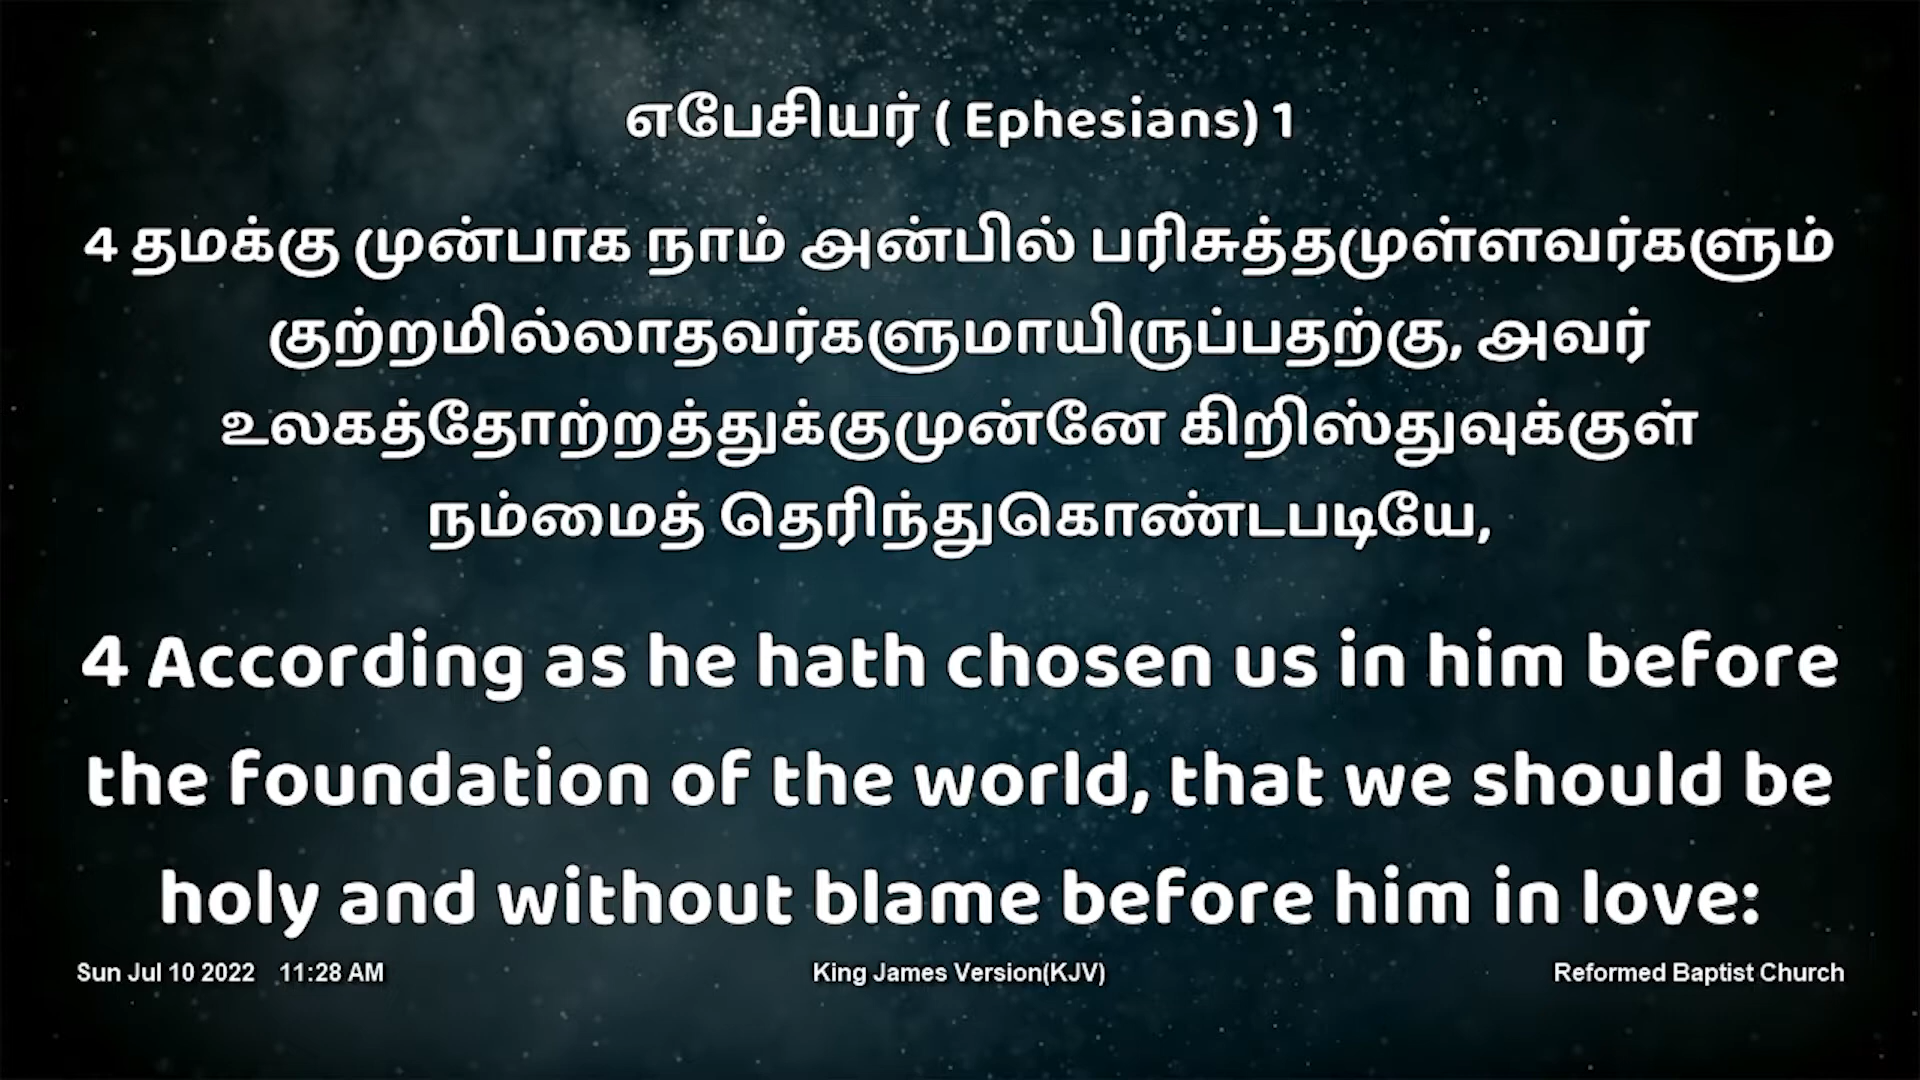 எபேசியர் ( Ephesians) 1
4 தமக்கு முன்பாக நாம் அன்பில் பரிசுத்தமுள்ளவர்களும்
குற்றமில்லாதவர்களுமாயிருப்பதற்கு, அவர்
உலகத்தோற்றத்துக்குமுன்னே கிறிஸ்துவுக்குள்
நம்மைத் தெரிந்துகொண்டபடியே,
4 According as he hath chosen us in him before
the foundation of the world, that we should be
holy and without blame before him in love:
Sun Jul 10 2022 11:28 AM King James Version(KJV) Reformed Baptist Church